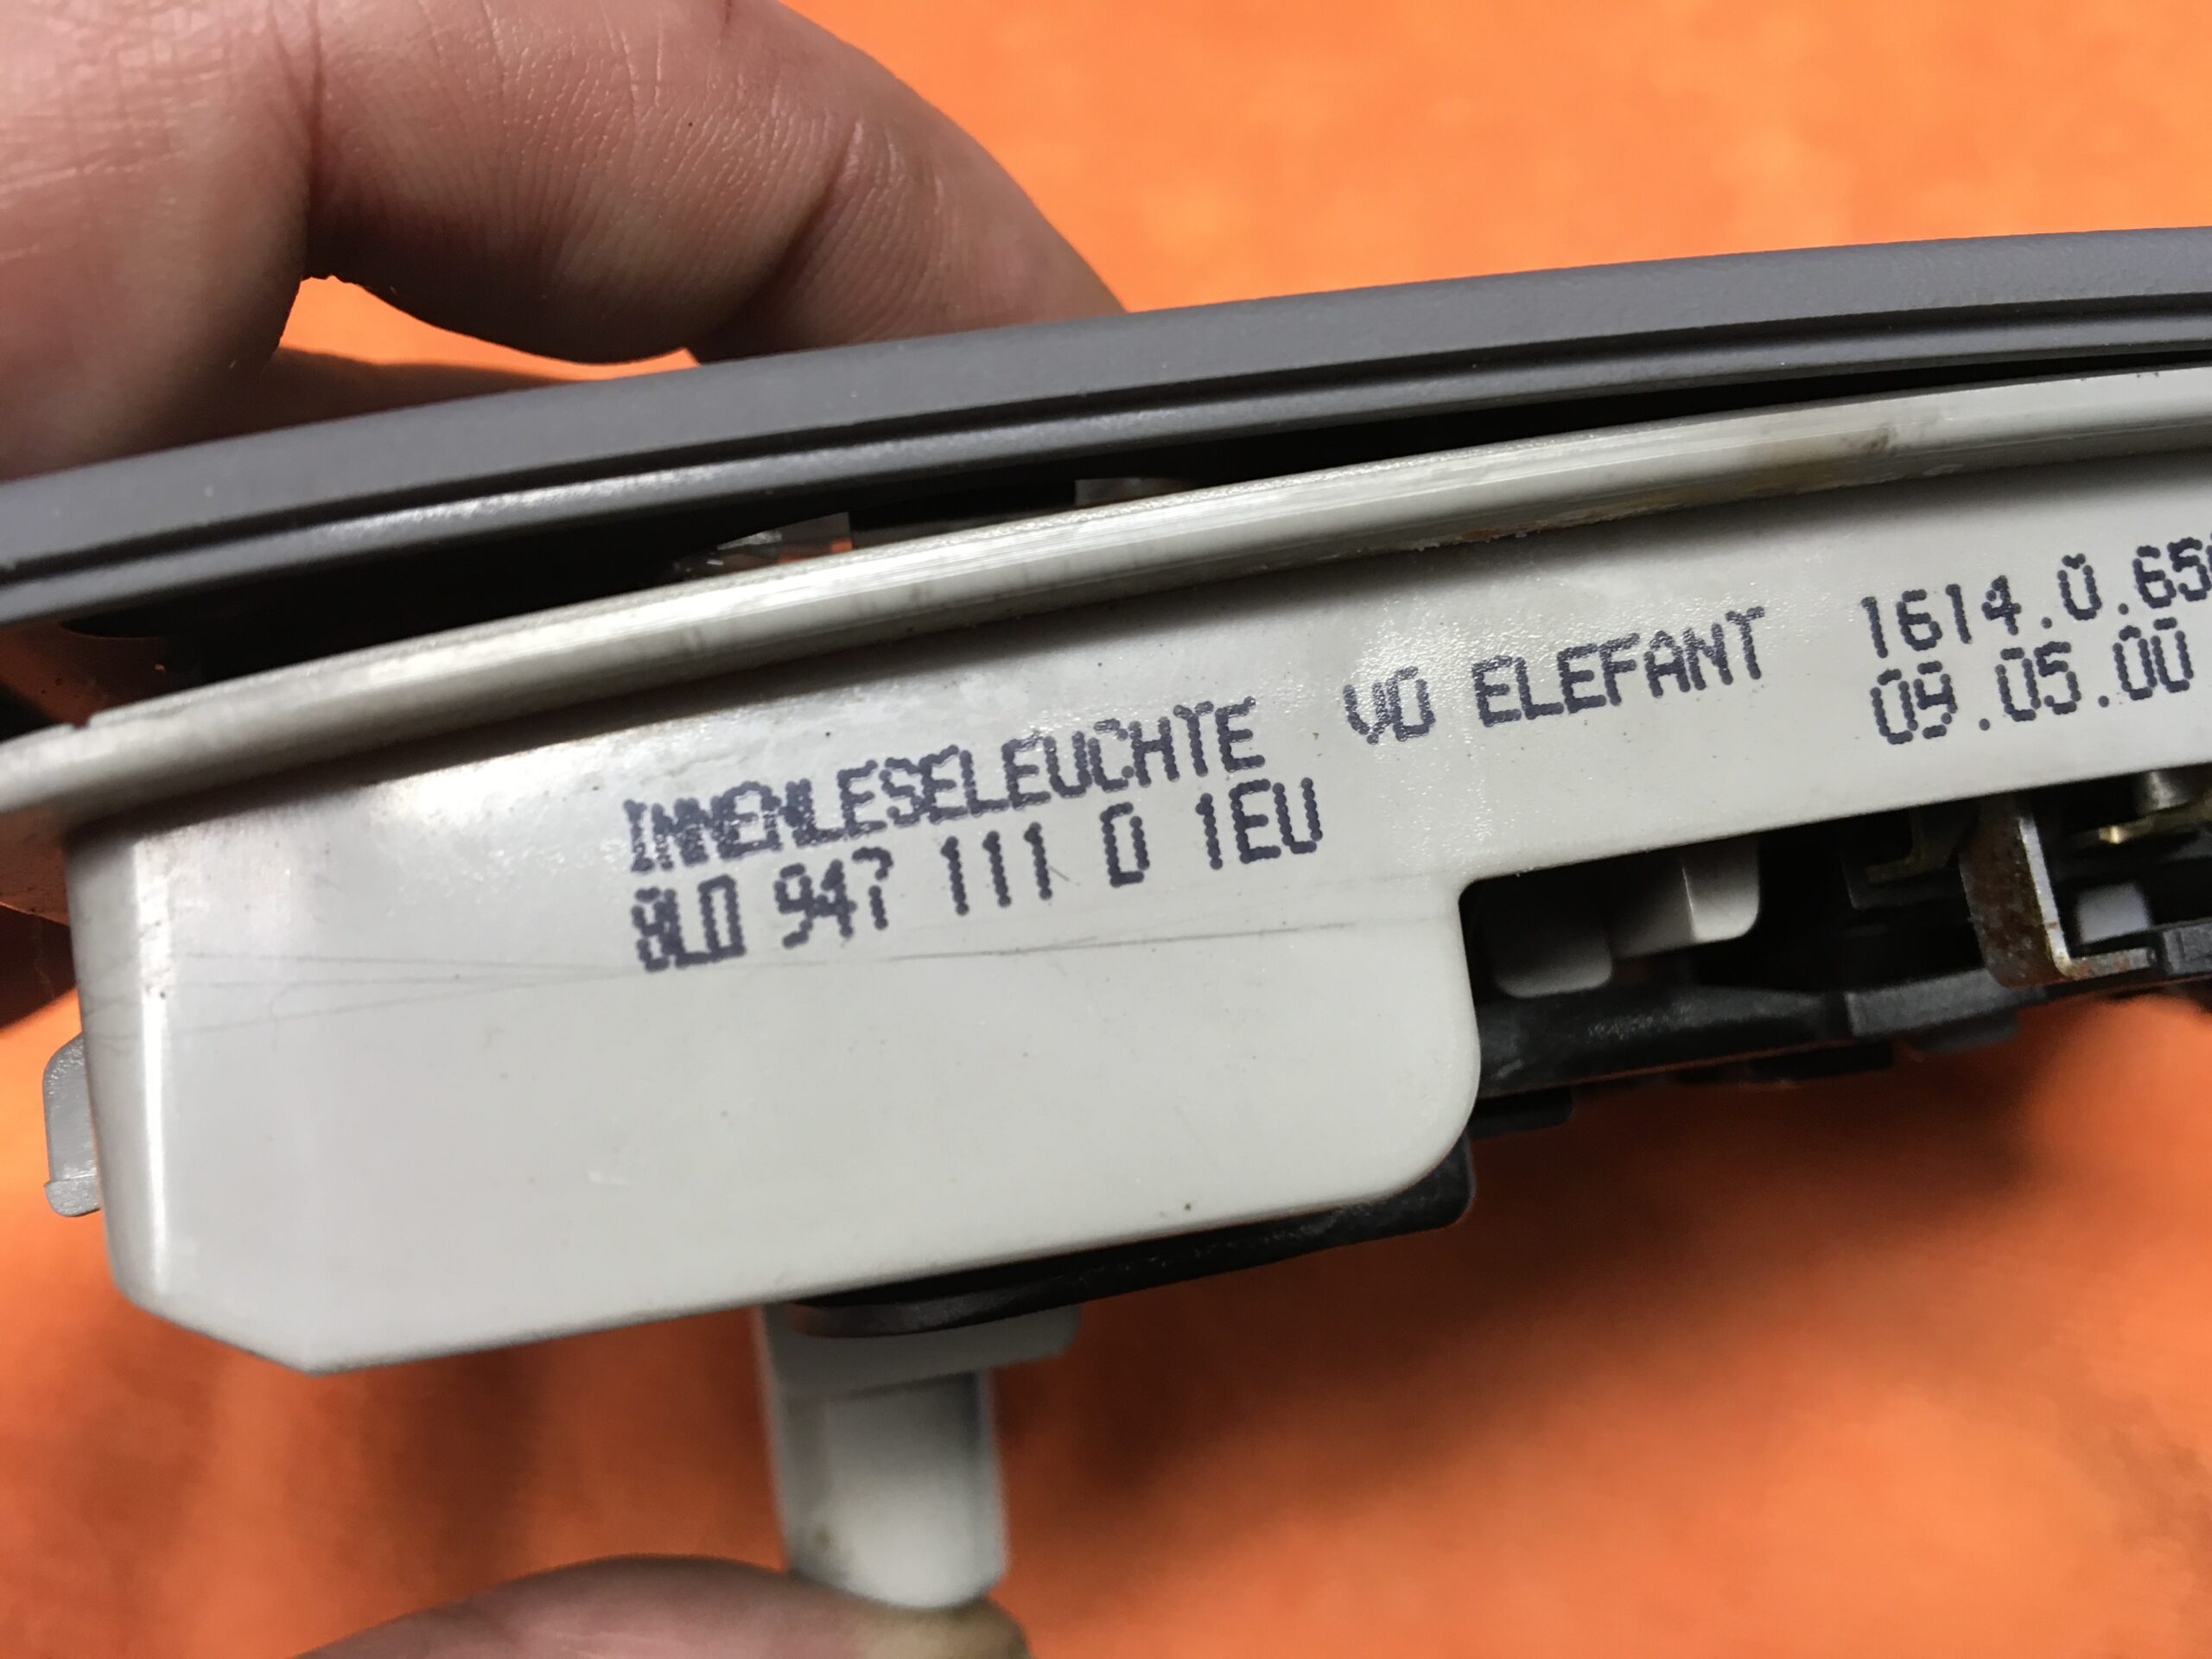 INNENLESELEUCHTE VO ELEFANT 1614.0.65
8L0 947 111 D 1EU 09.05.00